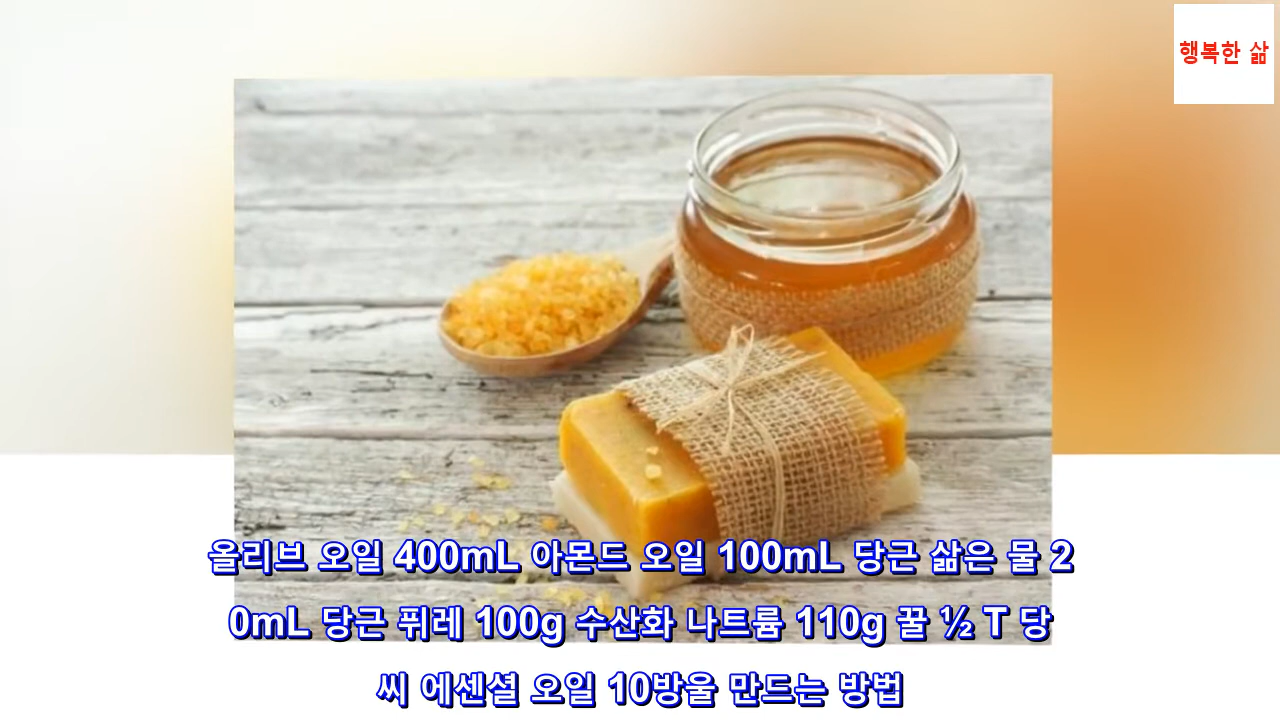 행복한 삶
올리브 오일 400mL 아몬드 오일 100mL 당근 삶은 물 2
0mL 당근 퓌레 100g 수산화 나트륨 110g 꿀 ½ T 당
씨 에센셜 오일 10방울 만드는 방법